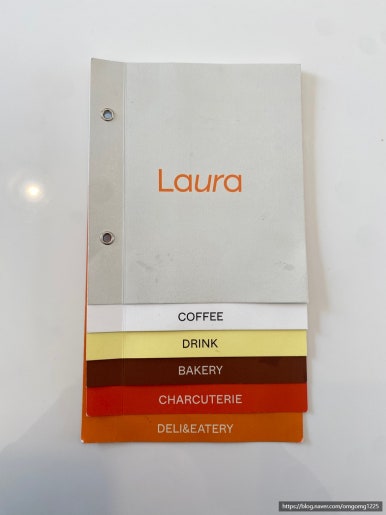 Laura
COFFEE
DRINK
BAKERY
CHARCUTERIE
DELI&EATERY
https://blog.naver.com/omgomg1225